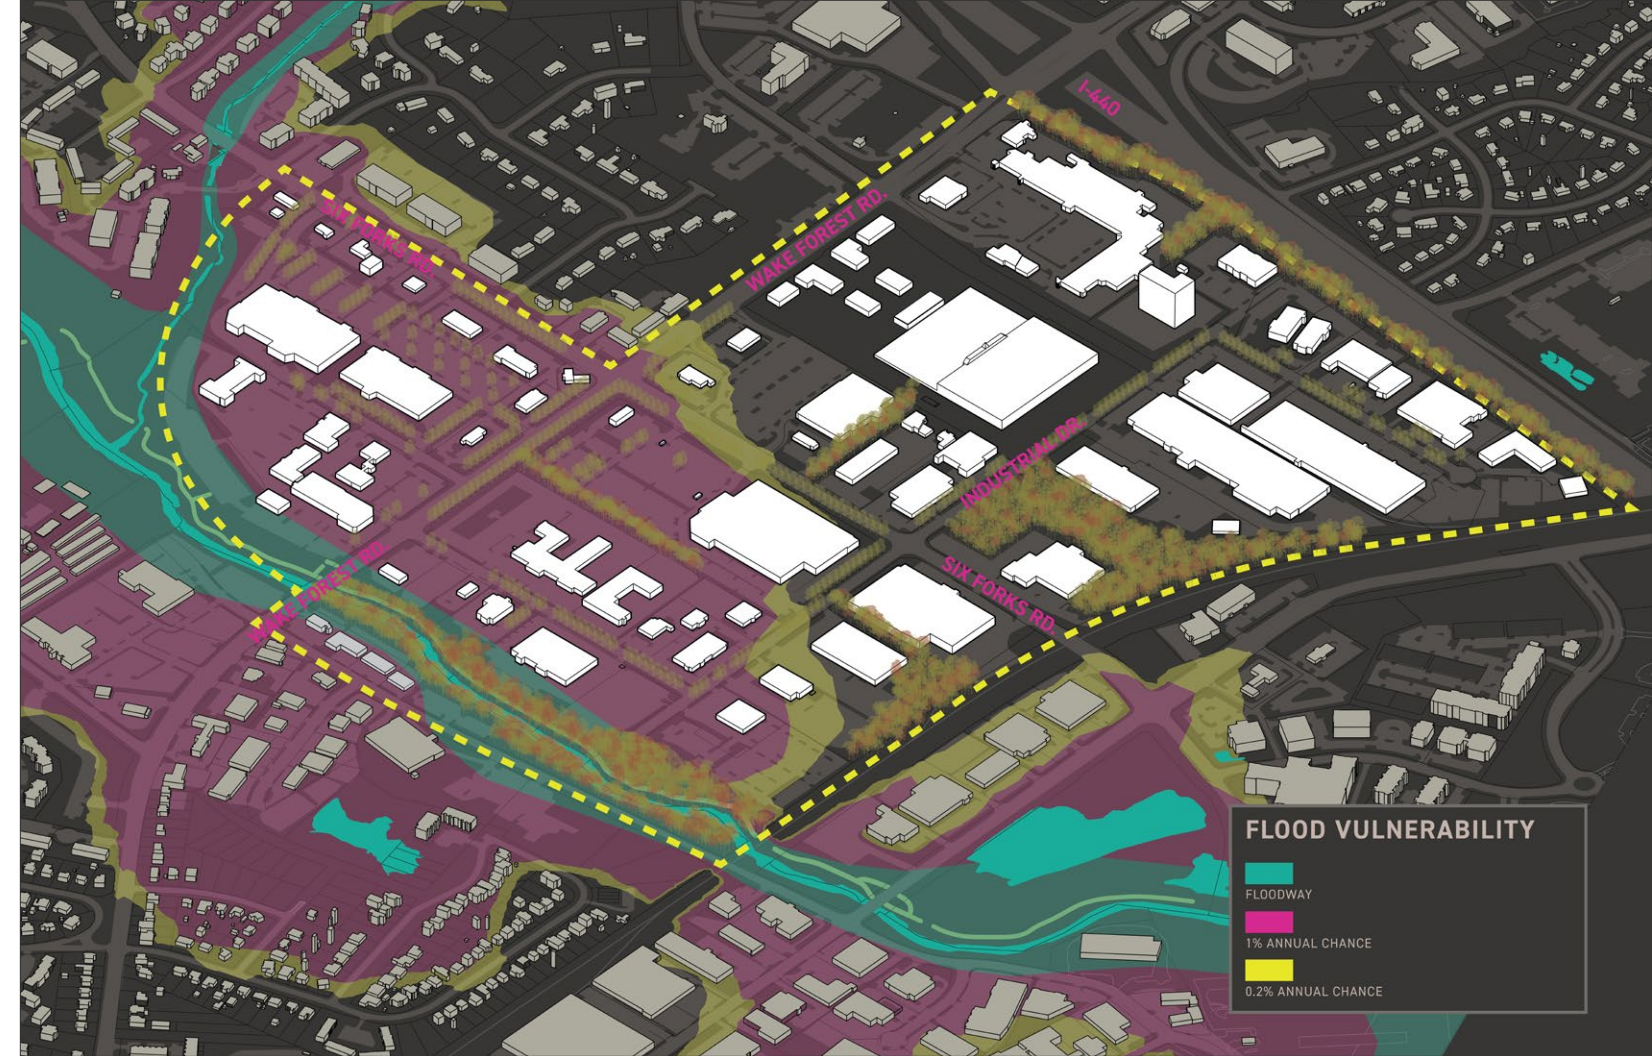 I-440
SIX FORKS RD.
WAKE FOREST RD.
INDUSTRIAL DR.
WAKE FOREST RD.
SIX FORKS RD.
FLOOD VULNERABILITY
FLOODWAY
1% ANNUAL CHANCE
0.2% ANNUAL CHANCE